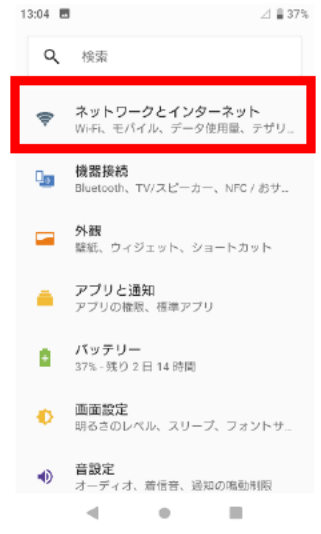 13:04 37%
検索
ネットワークとインターネット
Wi-Fi、モバイル、データ使用量、テザリ...
機器接続
Bluetooth、TV/スピーカー、NFC / おサ...
外観
壁紙、ウィジェット、ショートカット
アプリと通知
アプリの権限、標準アプリ
バッテリー
37% - 残り 2 日 14 時間
画面設定
明るさのレベル、スリープ、フォントサ...
音設定
オーディオ、着信音、通知の鳴動制限